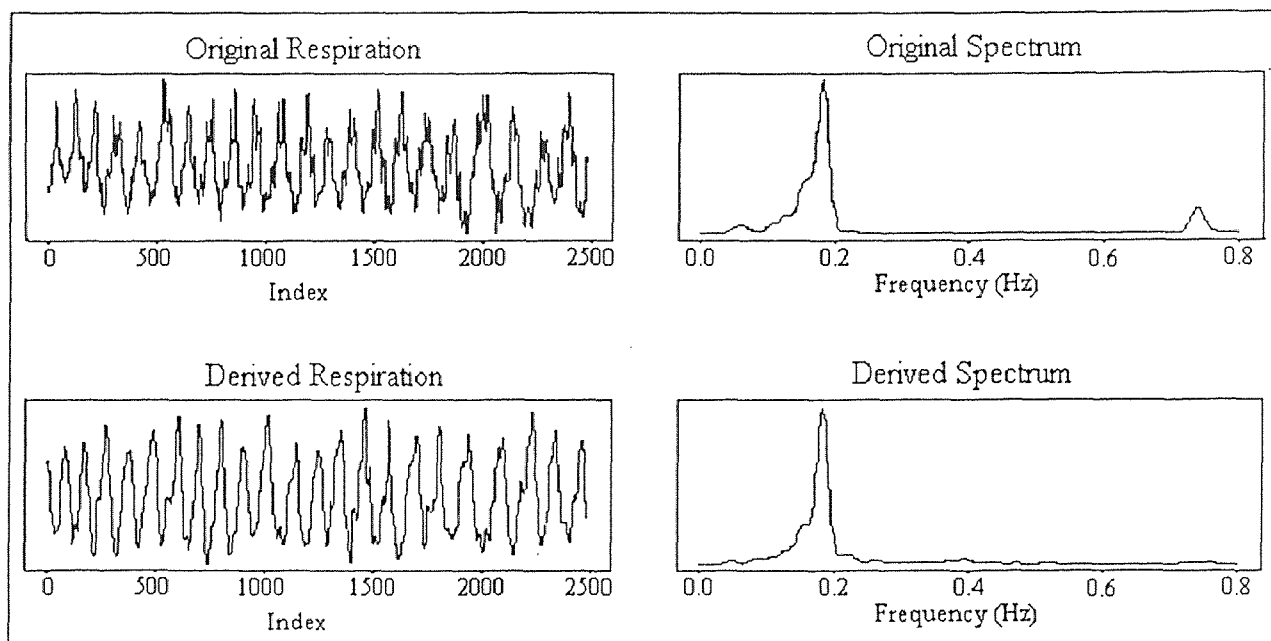 Original Respiration
0 500 1000 1500 2000 2500
Index
Original Spectrum
0.0 0.2 0.4 0.6 0.8
Frequency (Hz)
Derived Respiration
0 500 1000 1500 2000 2500
Index
Derived Spectrum
0.0 0.2 0.4 0.6 0.8
Frequency (Hz)